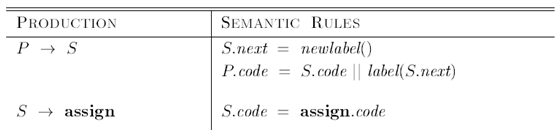 PRODUCTION SEMANTIC RULES
P → S S.next = newlabel()
P.code = S.code || label(S.next)
S → assign S.code = assign.code